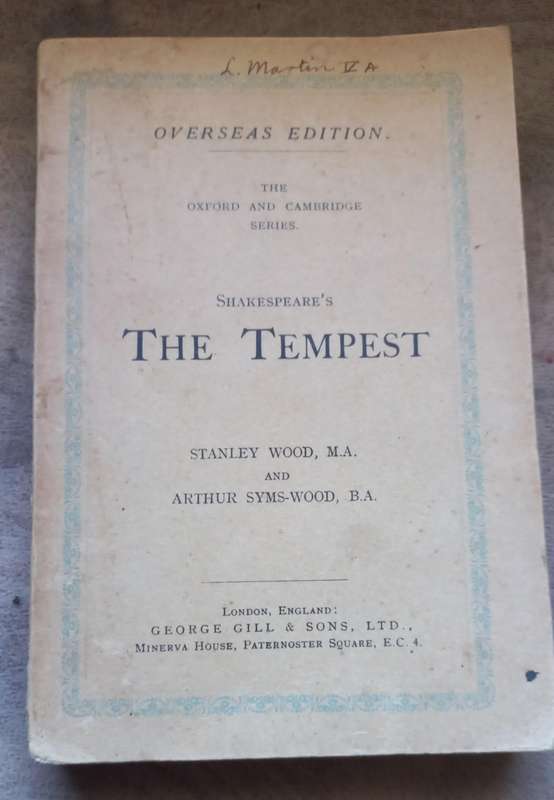 L. Martin IV A
OVERSEAS EDITION.
THE
OXFORD AND CAMBRIDGE
SERIES.
SHAKESPEARE'S
THE TEMPEST
STANLEY WOOD, M.A.
AND
ARTHUR SYMS-WOOD, B.A.
LONDON, ENGLAND:
GEORGE GILL & SONS, LTD.,
MINERVA HOUSE, PATERNOSTER SQUARE, E.C. 4.